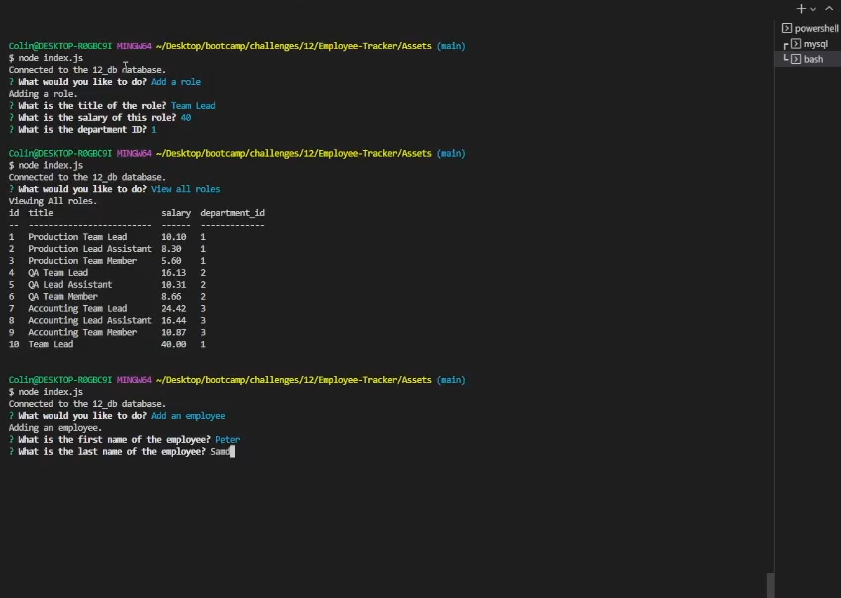 powershell
mysql
bash
Colin@DESKTOP-R0GBC9I MINGW64 ~/Desktop/bootcamp/challenges/12/Employee-Tracker/Assets (main)
$ node index.js
Connected to the 12_db database.
? What would you like to do? Add a role
Adding a role.
? What is the title of the role? Team Lead
? What is the salary of this role? 40
? What is the department ID? 1
Colin@DESKTOP-R0GBC9I MINGW64 ~/Desktop/bootcamp/challenges/12/Employee-Tracker/Assets (main)
$ node index.js
Connected to the 12_db database.
? What would you like to do? View all roles
Viewing All roles.
id title salary department_id
-- ------------------------- ------ -------------
1 Production Team Lead 10.10 1
2 Production Lead Assistant 8.30 1
3 Production Team Member 5.60 1
4 QA Team Lead 16.13 2
5 QA Lead Assistant 10.31 2
6 QA Team Member 8.66 2
7 Accounting Team Lead 24.42 3
8 Accounting Lead Assistant 16.44 3
9 Accounting Team Member 10.87 3
10 Team Lead 40.00 1
Colin@DESKTOP-R0GBC9I MINGW64 ~/Desktop/bootcamp/challenges/12/Employee-Tracker/Assets (main)
$ node index.js
Connected to the 12_db database.
? What would you like to do? Add an employee
Adding an employee.
? What is the first name of the employee? Peter
? What is the last name of the employee? Samd